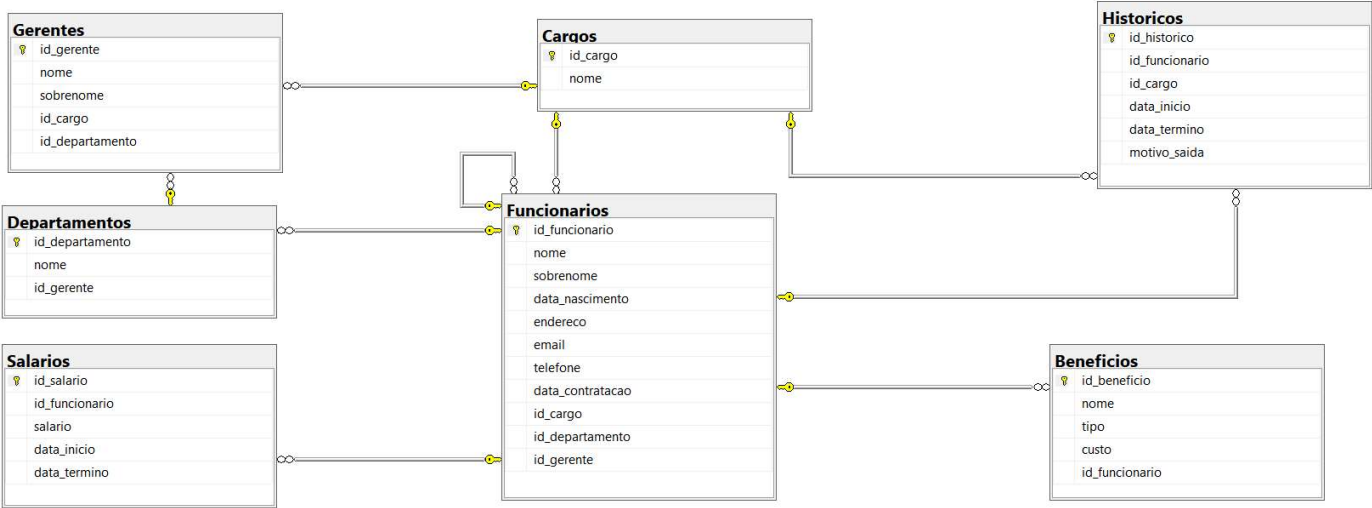 Gerentes
id_gerente
nome
sobrenome
id_cargo
id_departamento
Cargos
id_cargo
nome
Historicos
id_historico
id_funcionario
id_cargo
data_inicio
data_termino
motivo_saida
Departamentos
id_departamento
nome
id_gerente
Funcionarios
id_funcionario
nome
sobrenome
data_nascimento
endereco
email
telefone
data_contratacao
id_cargo
id_departamento
id_gerente
Salarios
id_salario
id_funcionario
salario
data_inicio
data_termino
Beneficios
id_beneficio
nome
tipo
custo
id_funcionario